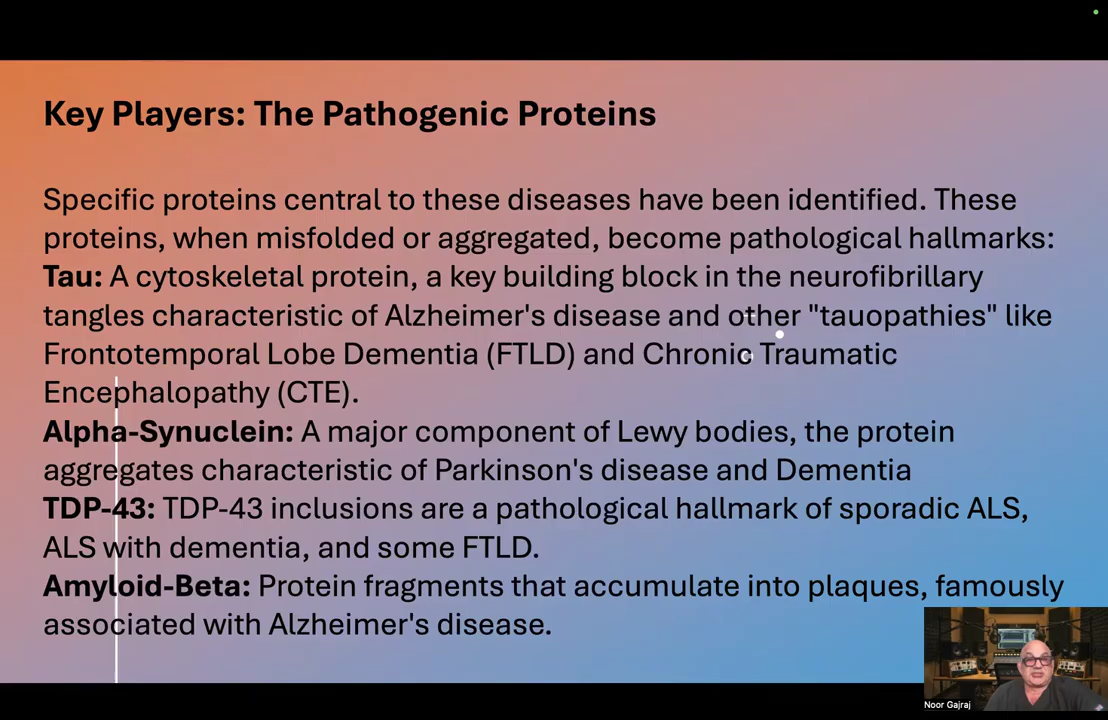 Key Players: The Pathogenic Proteins
Specific proteins central to these diseases have been identified. These
proteins, when misfolded or aggregated, become pathological hallmarks:
Tau: A cytoskeletal protein, a key building block in the neurofibrillary
tangles characteristic of Alzheimer's disease and other "tauopathies" like
Frontotemporal Lobe Dementia (FTLD) and Chronic Traumatic
Encephalopathy (CTE).
Alpha-Synuclein: A major component of Lewy bodies, the protein
aggregates characteristic of Parkinson's disease and Dementia
TDP-43: TDP-43 inclusions are a pathological hallmark of sporadic ALS,
ALS with dementia, and some FTLD.
Amyloid-Beta: Protein fragments that accumulate into plaques, famously
associated with Alzheimer's disease.
Noor Gajraj